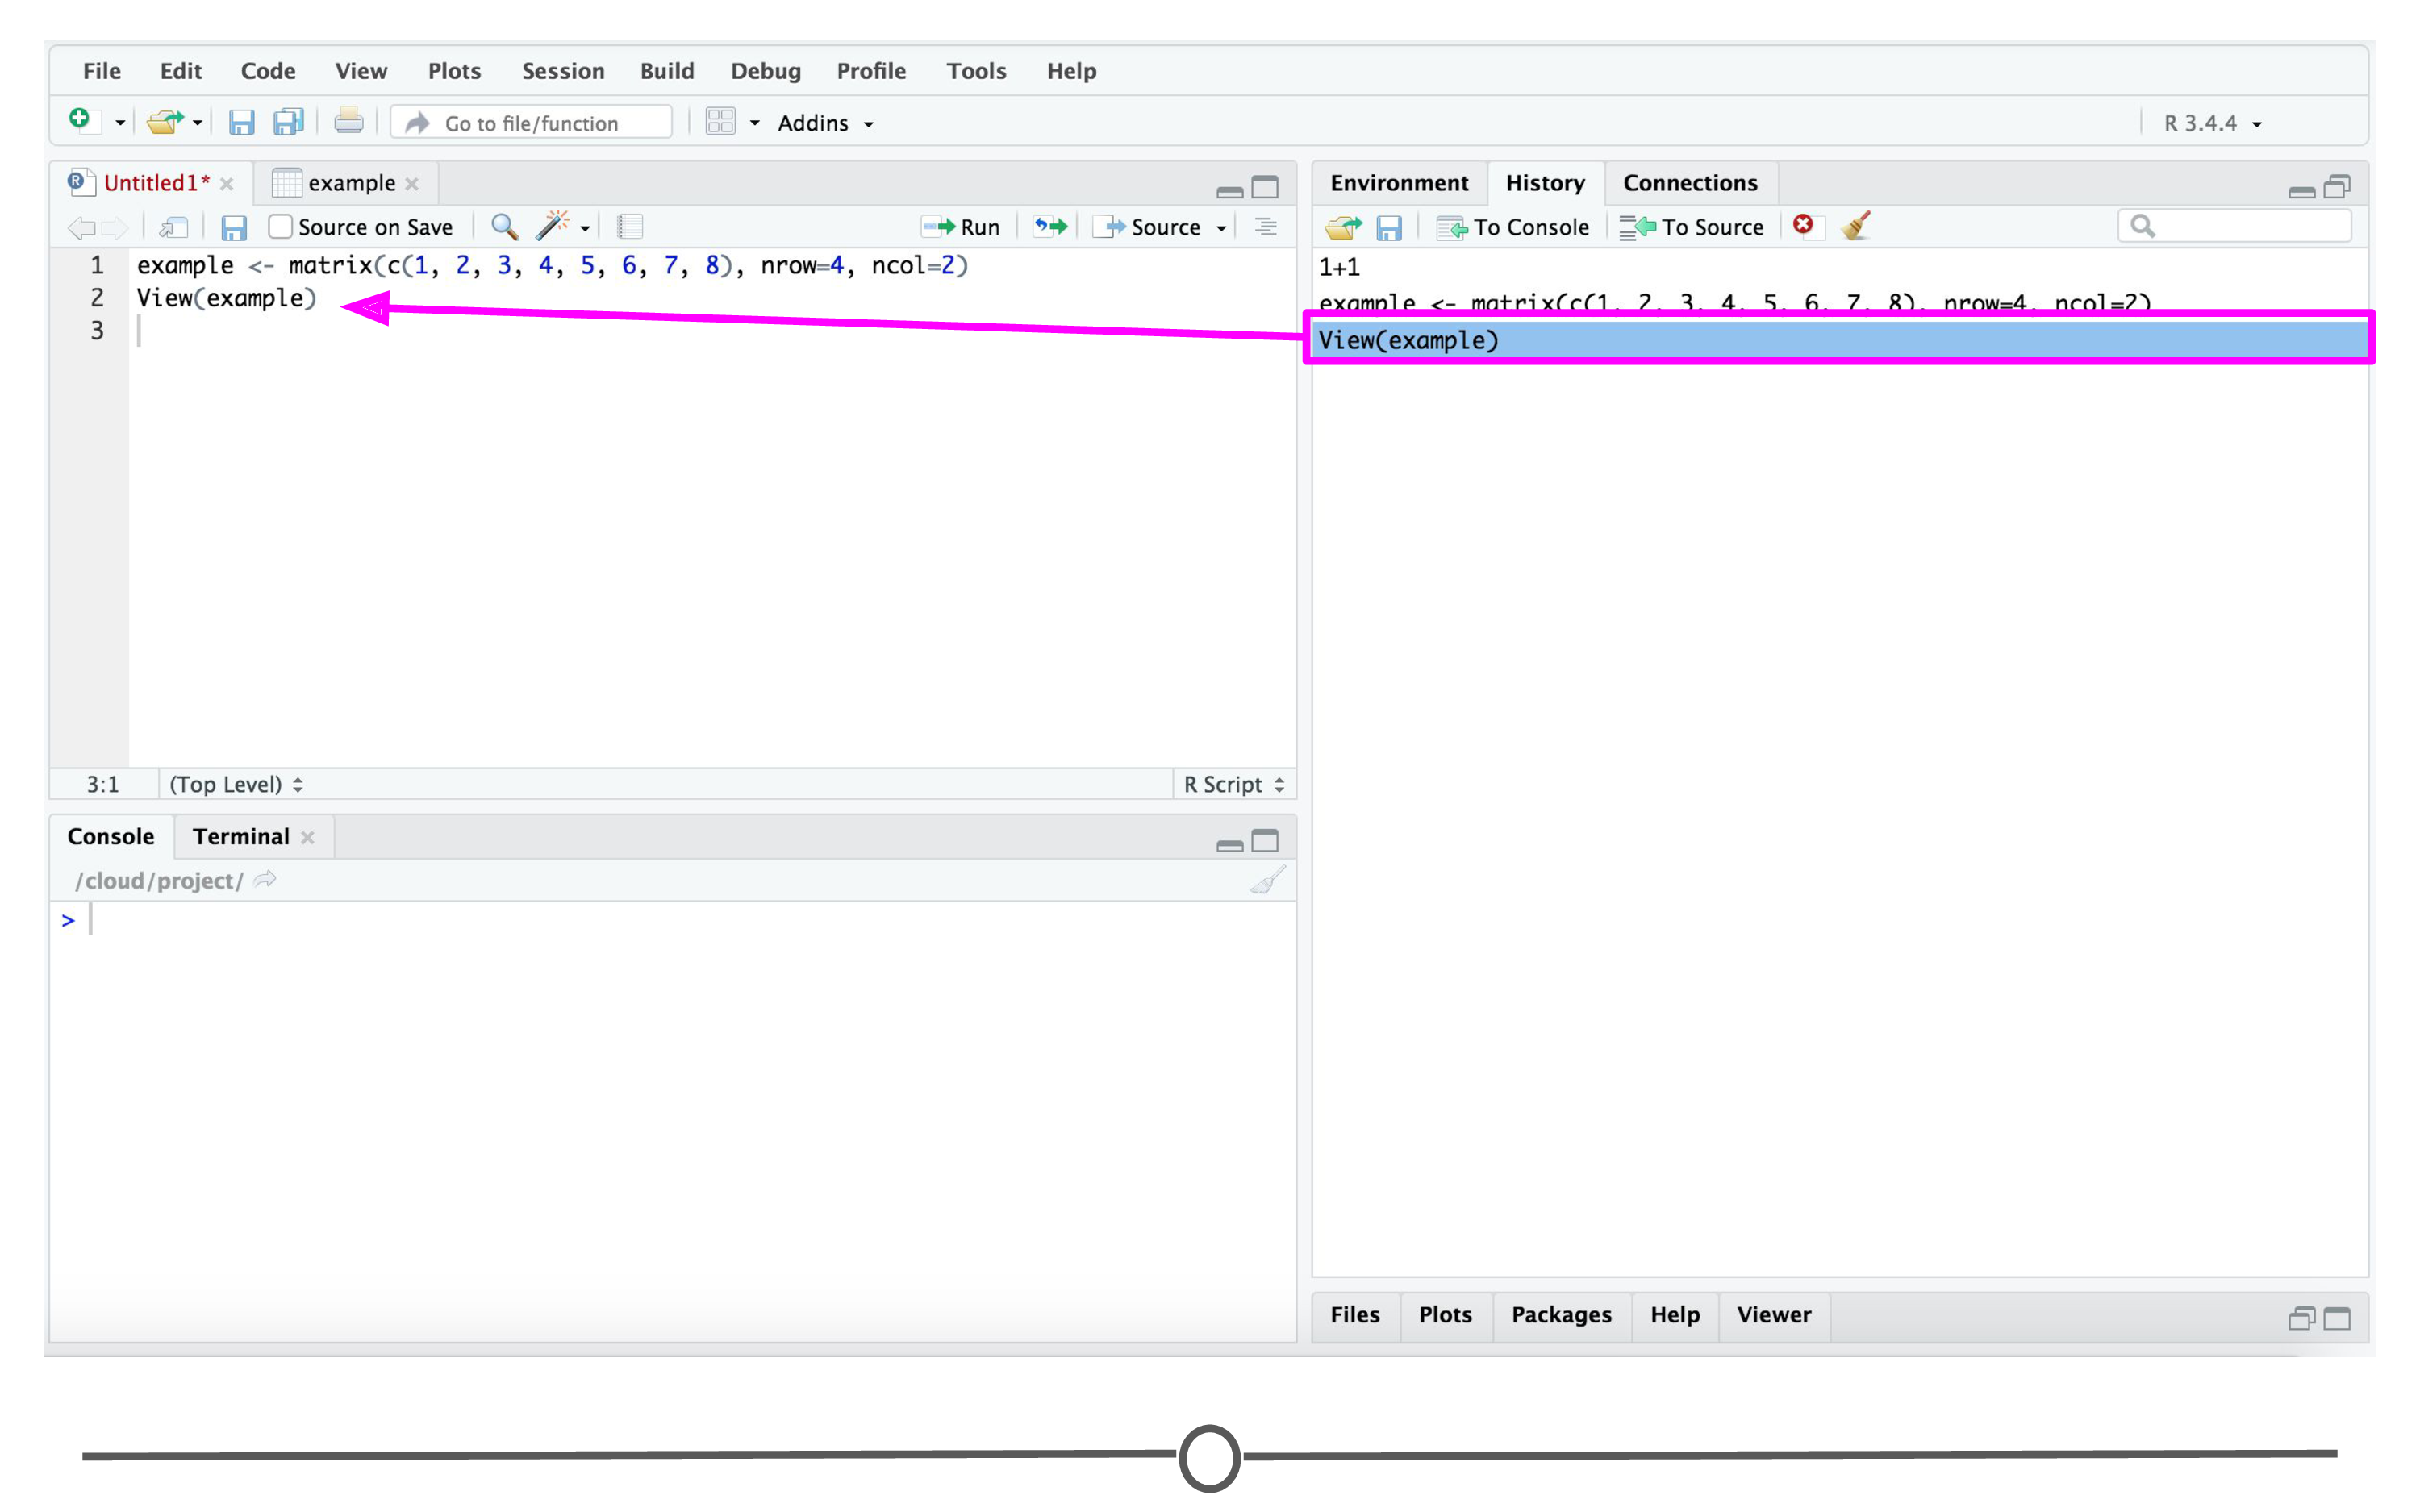 File Edit Code View Plots Session Build Debug Profile Tools Help
Go to file/function Addins R 3.4.4
Untitled1* example
Source on Save Run Source
1 example <- matrix(c(1, 2, 3, 4, 5, 6, 7, 8), nrow=4, ncol=2)
2 View(example)
3
3:1 (Top Level) R Script
Console Terminal
/cloud/project/
>
Environment History Connections
To Console To Source
1+1
example <- matrix(c(1, 2, 3, 4, 5, 6, 7, 8), nrow=4, ncol=2)
View(example)
Files Plots Packages Help Viewer